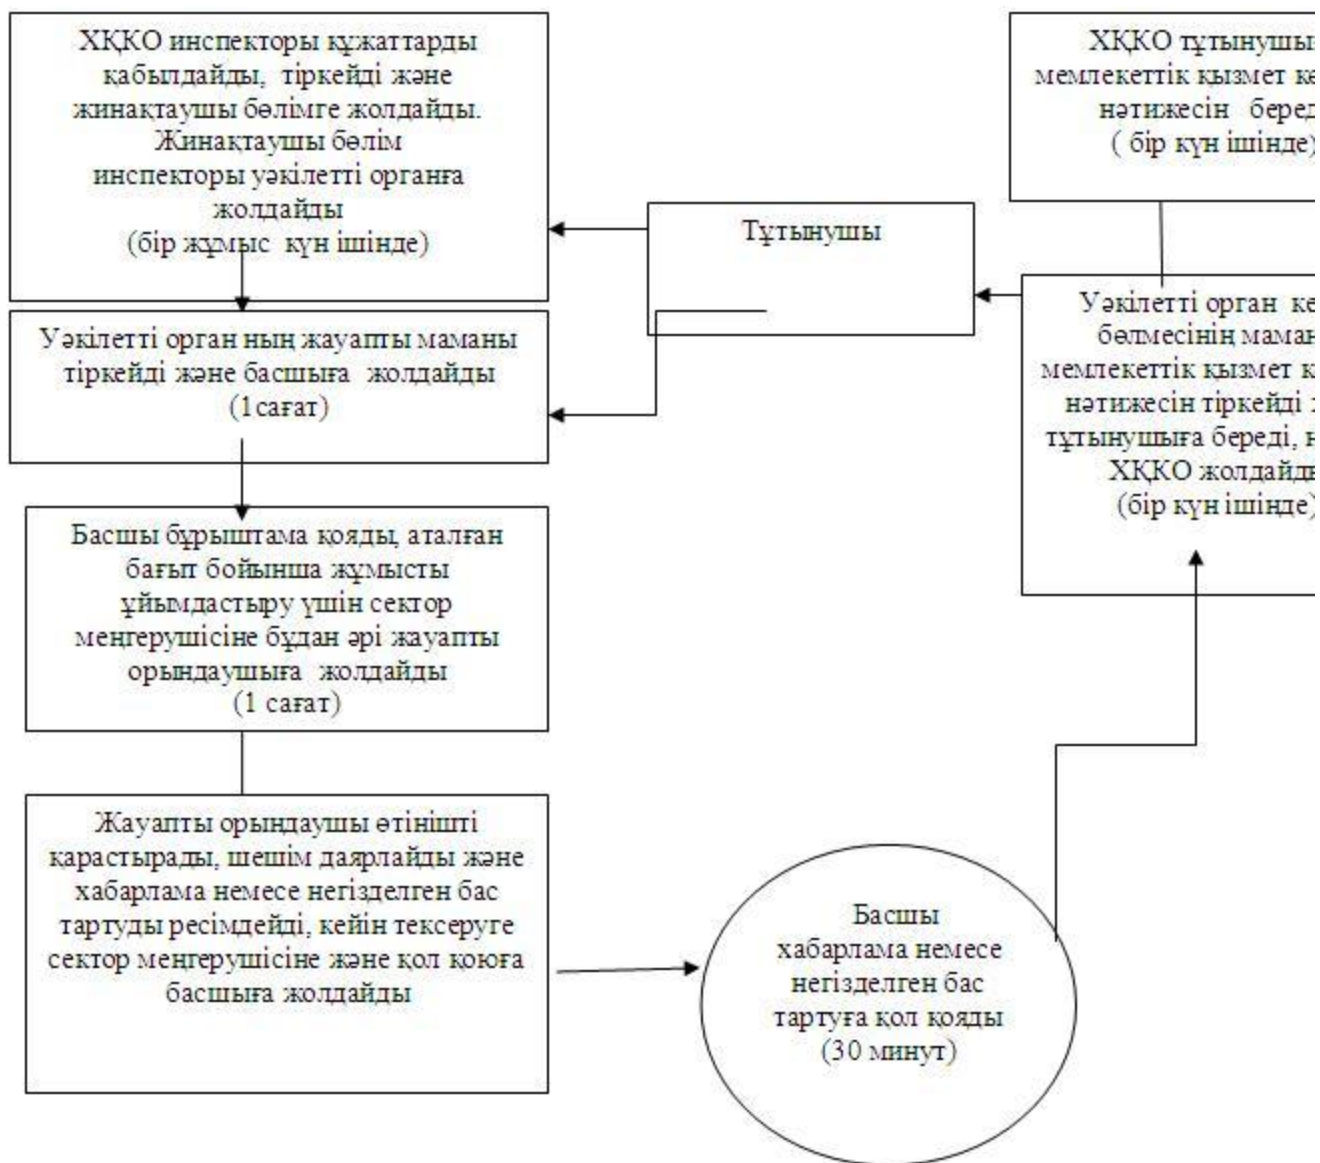 ХҚКО инспекторы құжаттарды
қабылдайды, тіркейді және
жинақтаушы бөлімге жолдайды.
Жинақтаушы бөлім
инспекторы уәкілетті органға
жолдайды
(бір жұмыс күн ішінде)
Уәкілетті орган ның жауапты маманы
тіркейді және басшыға жолдайды
(1сағат)
Басшы бұрыштама қояды, аталған
бағыт бойынша жұмысты
ұйымдастыру үшін сектор
меңгерушісіне бұдан әрі жауапты
орындаушыға жолдайды
(1 сағат)
Жауапты орындаушы өтінішті
қарастырады, шешім даярлайды және
хабарлама немесе негізделген бас
тартуды ресімдейді, кейін тексеруге
сектор меңгерушісіне және қол қоюға
басшыға жолдайды
Тұтынушы
Басшы
хабарлама немесе
негізделген бас
тартуға қол қояды
(30 минут)
ХҚКО
мемлекеттік қызмет
нәтижесін
( бір күн ішінде)
Уәкілетті орган
бөлмесінің
мемлекеттік қызмет
нәтижесін тіркейді
тұтынушыға береді,
ХҚКО
(бір күн ішінде)